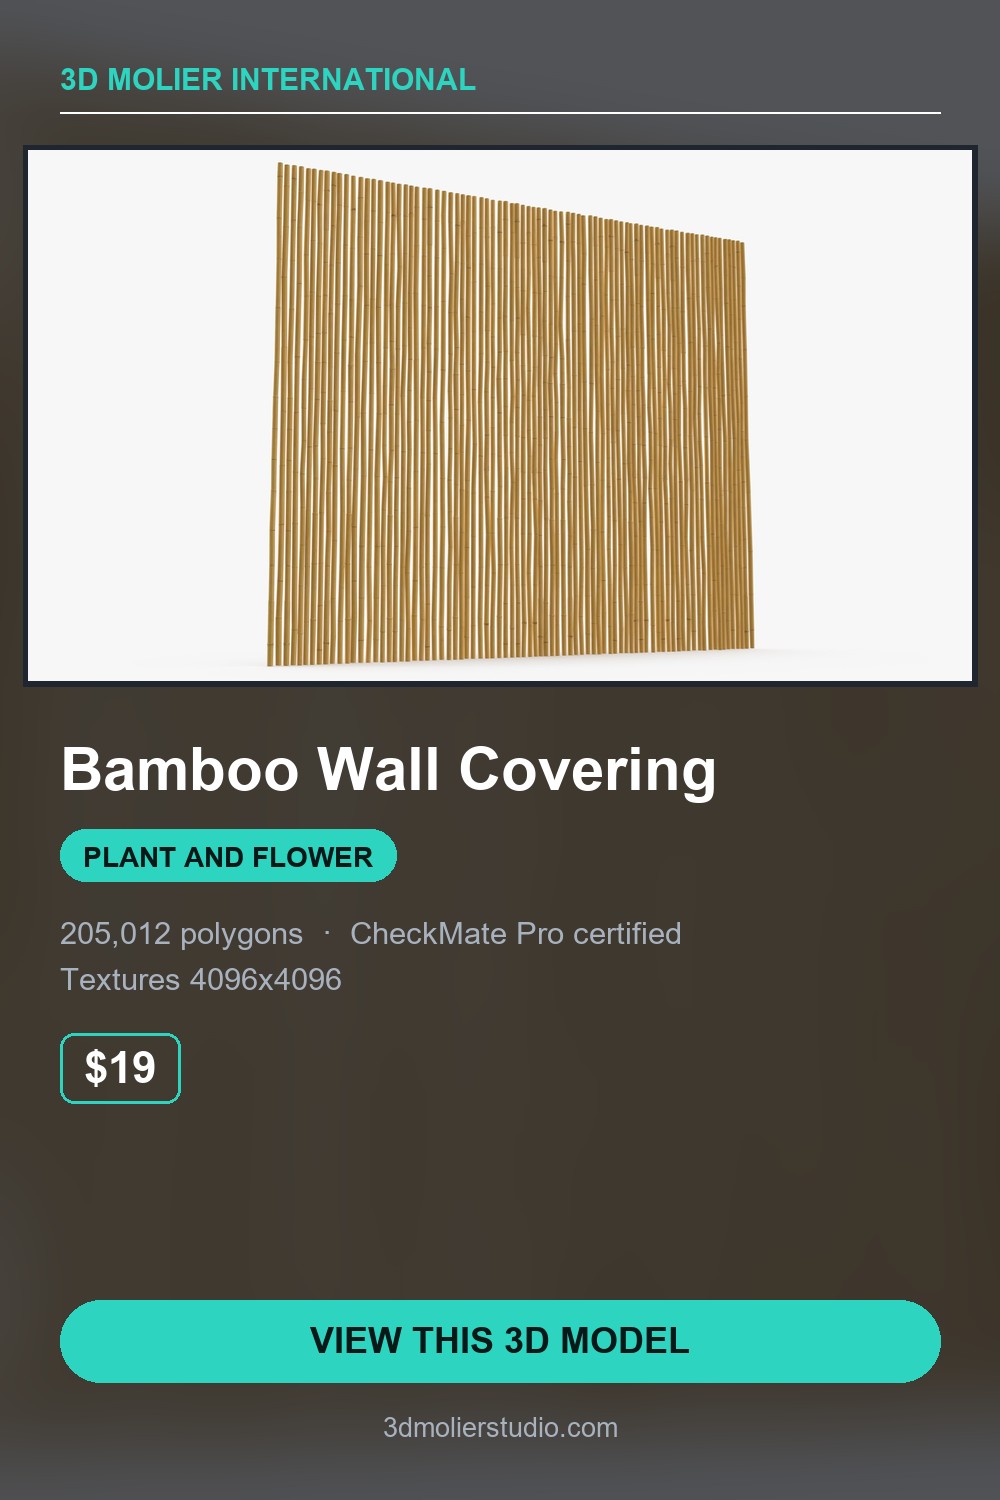 3D MOLIER INTERNATIONAL
Bamboo Wall Covering
PLANT AND FLOWER
205,012 polygons · CheckMate Pro certified
Textures 4096x4096
$19
VIEW THIS 3D MODEL
3dmolierstudio.com